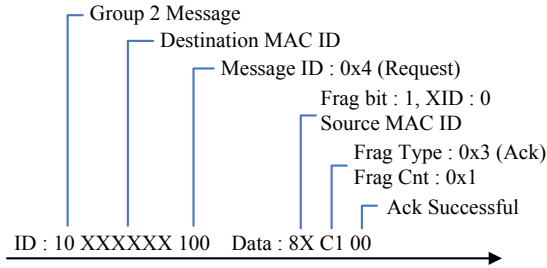 Group 2 Message
Destination MAC ID
Message ID : 0x4 (Request)
Frag bit : 1, XID : 0
Source MAC ID
Frag Type : 0x3 (Ack)
Frag Cnt : 0x1
Ack Successful
ID : 10 XXXXXX 100 Data : 8X C1 00